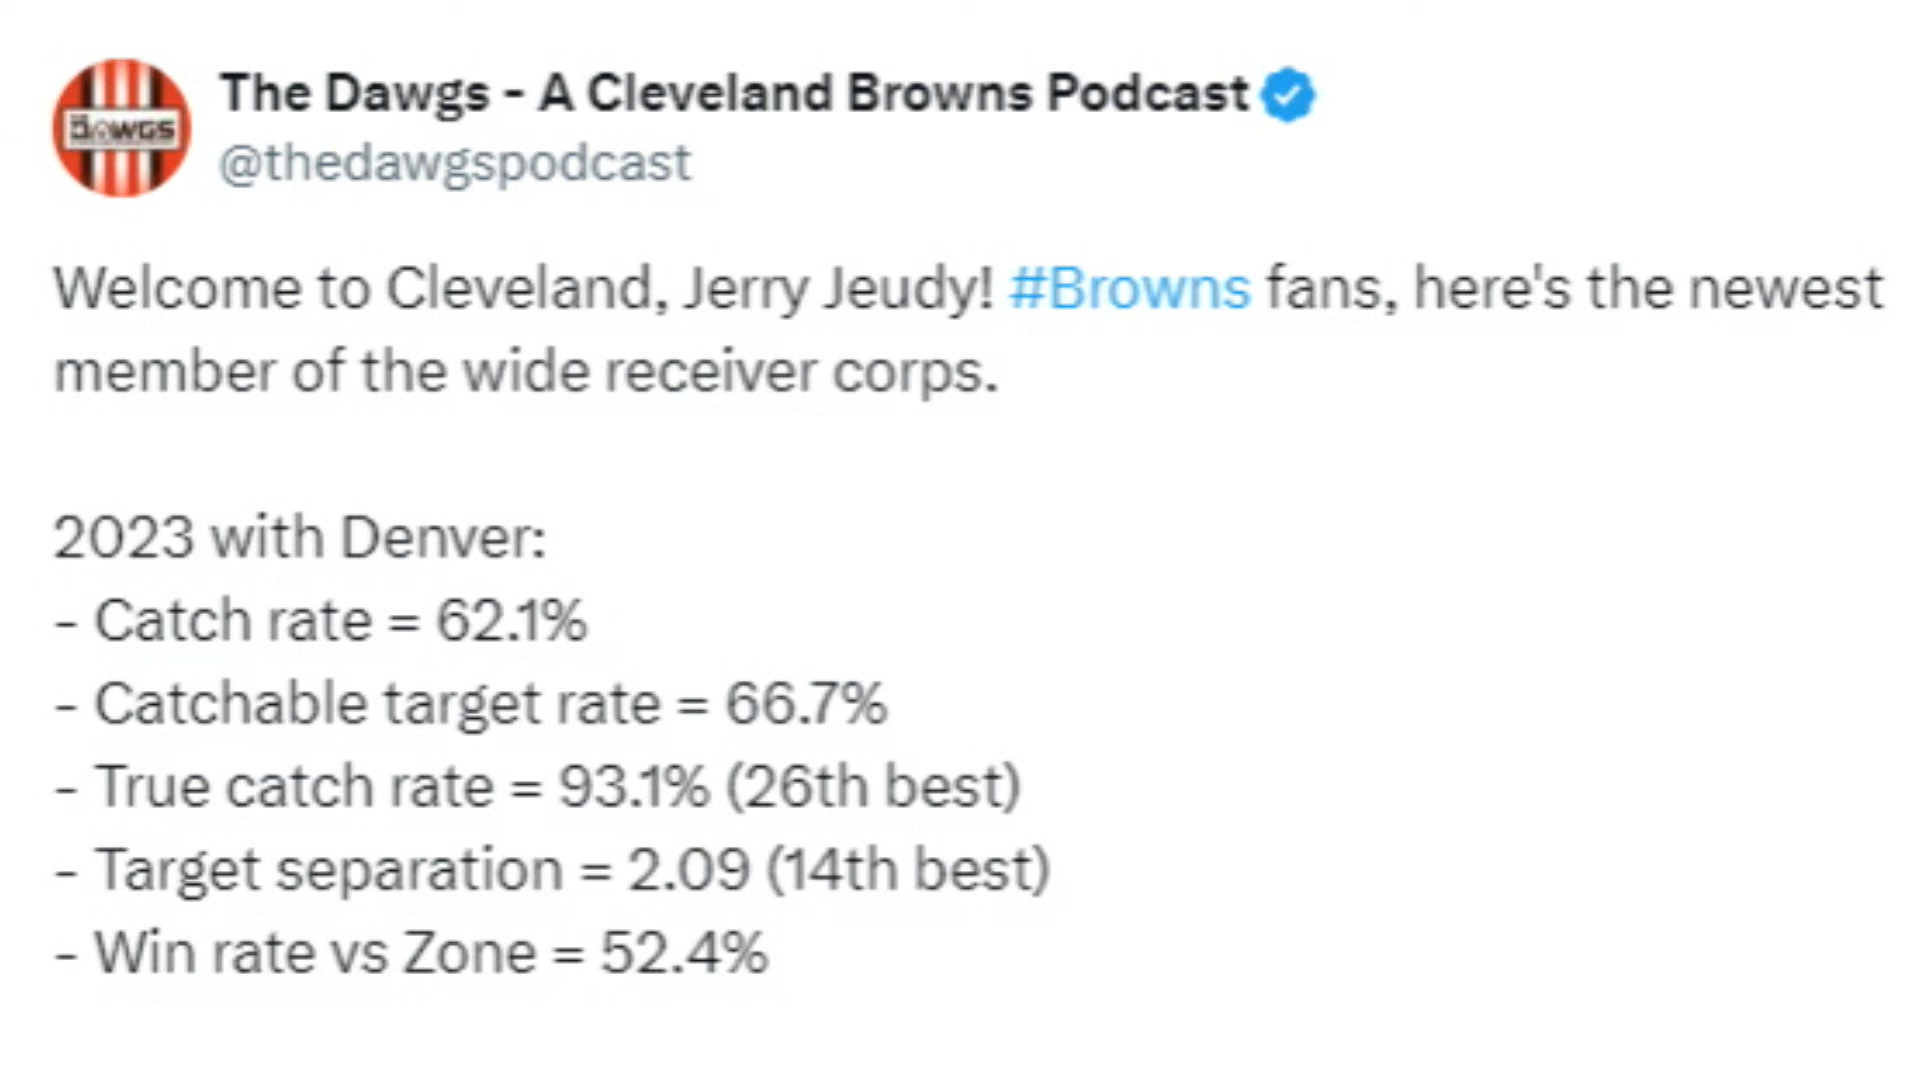 The Dawgs - A Cleveland Browns Podcast
@thedawgspodcast
DAWGS
Welcome to Cleveland, Jerry Jeudy! #Browns fans, here's the newest
member of the wide receiver corps.
2023 with Denver:
- Catch rate = 62.1%
- Catchable target rate = 66.7%
- True catch rate = 93.1% (26th best)
- Target separation = 2.09 (14th best)
- Win rate vs Zone = 52.4%